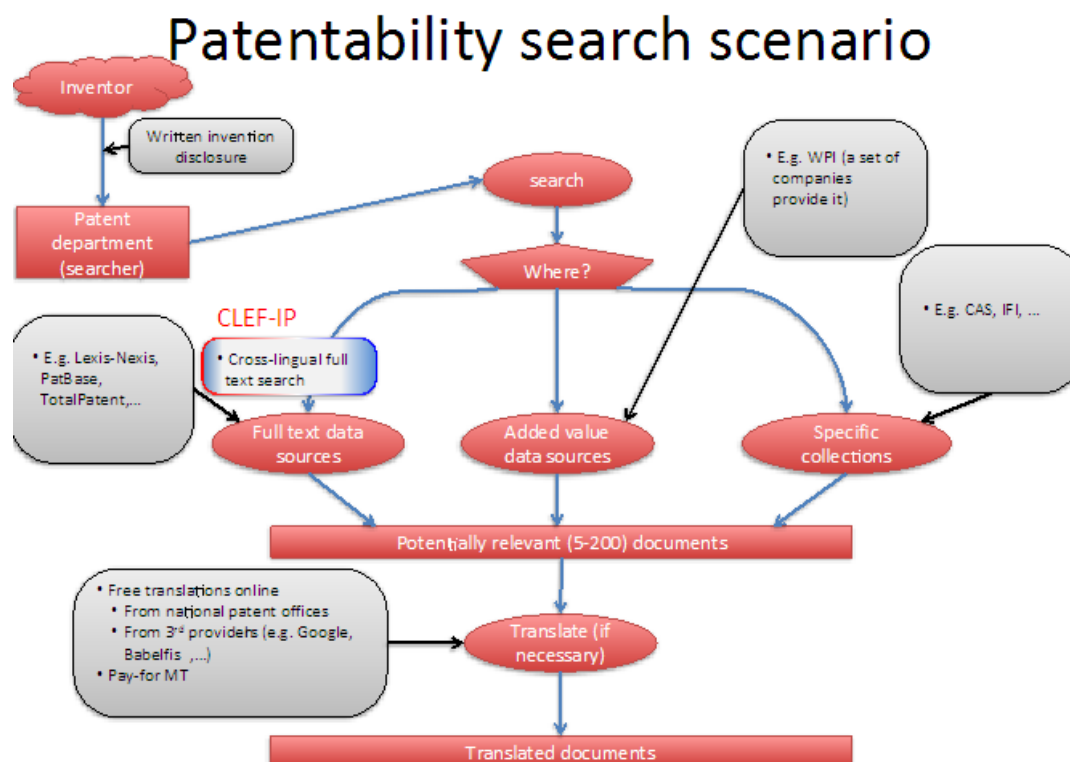 Patentability search scenario
Inventor
Written invention
disclosure
Patent
department
(searcher)
search
• E.g. WPI (a set of
companies
provide it)
Where?
• E.g. CAS, IFI, ...
CLEF-IP
• Cross-lingual full
text search
• E.g. Lexis-Nexis,
PatBase,
TotalPatent,...
Full text data
sources
Added value
data sources
Specific
collections
Potentially relevant (5-200) documents
• Free translations online
• From national patent offices
• From 3rd providehs (e.g. Google,
Babelfis ,...)
• Pay-for MT
Translate (if
necessary)
Translated documents